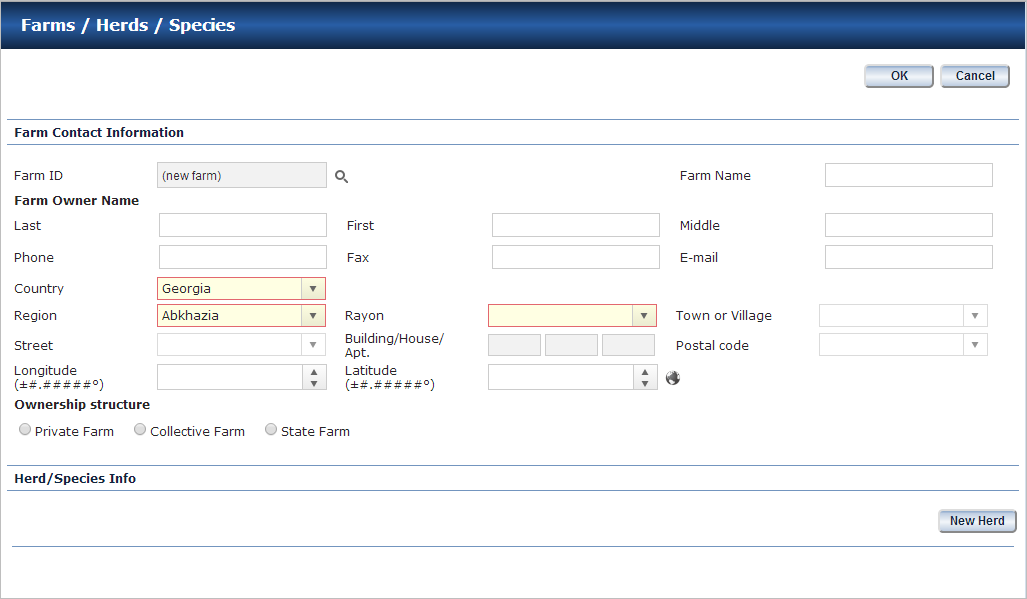 Farms / Herds / Species
OK Cancel
Farm Contact Information
Farm ID (new farm) Farm Name
Farm Owner Name
Last First Middle
Phone Fax E-mail
Country Georgia
Region Abkhazia Rayon Town or Village
Street Building/House/
Apt. Postal code
Longitude
(±#.#####°) Latitude
(±#.#####°)
Ownership structure
Private Farm Collective Farm State Farm
Herd/Species Info
New Herd